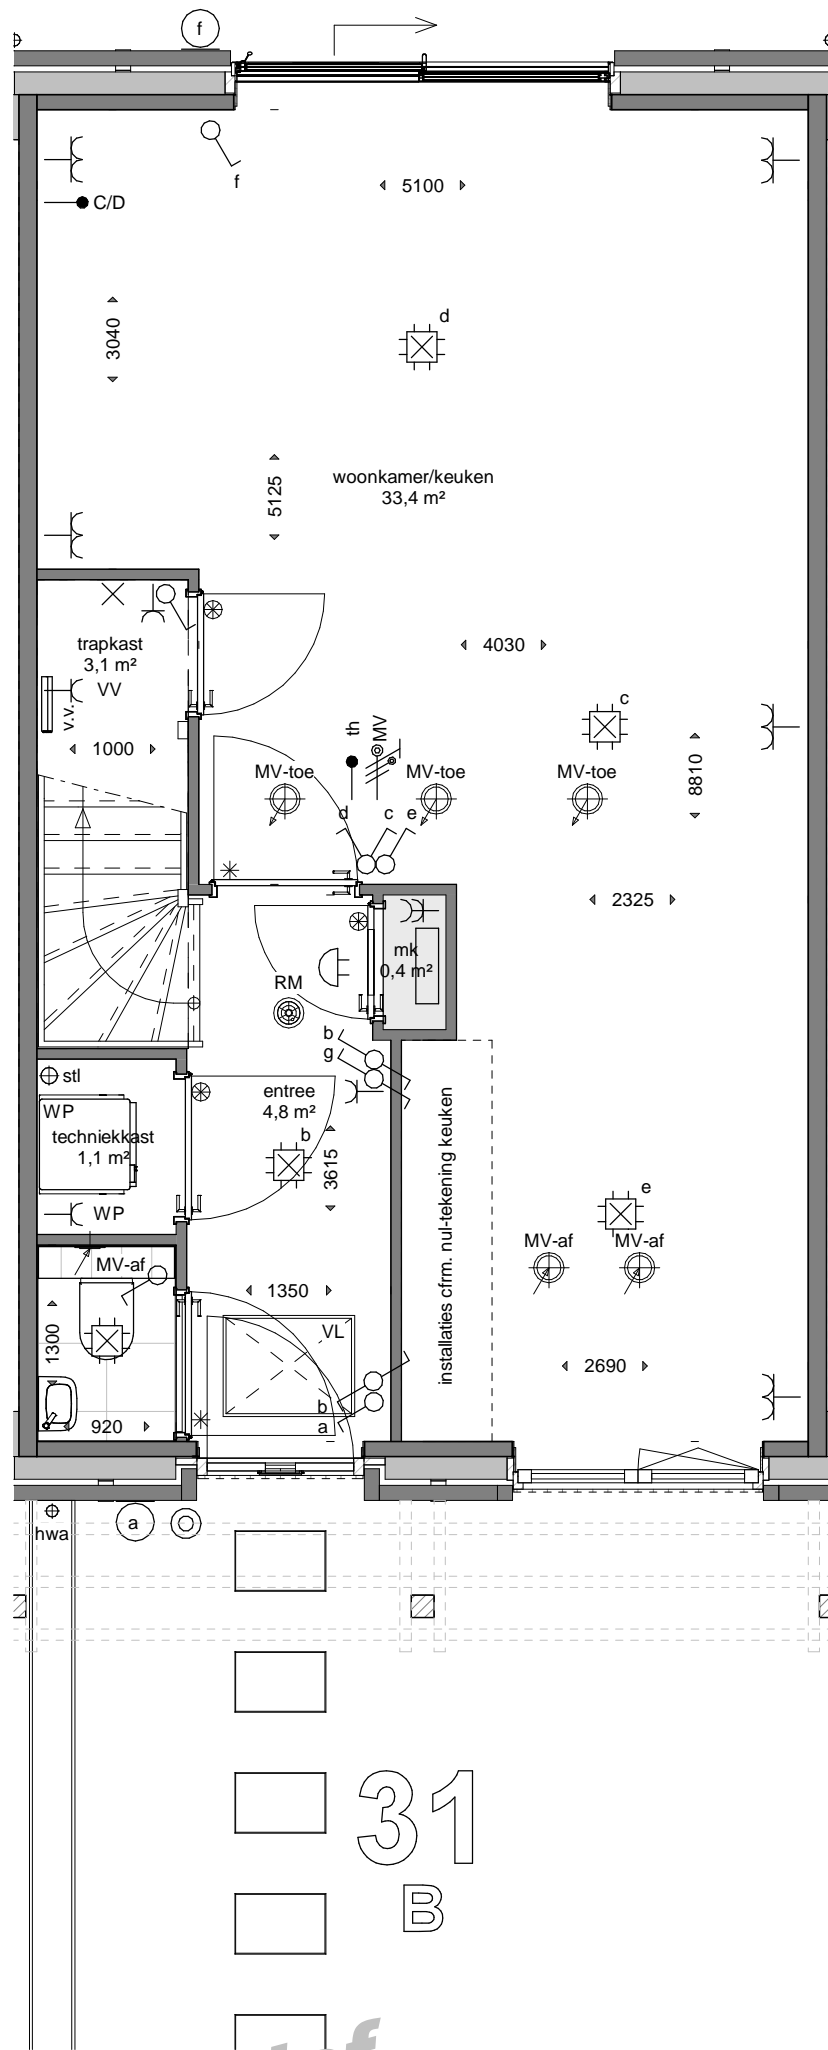 f
f
5100
C/D
3040
d
5125
woonkamer/keuken
33,4 m²
trapkast
3,1 m²
VV
v.v.
1000
4030
c
th
MV
8810
MV-toe
MV-toe
MV-toe
d
c
e
2325
mk
0,4 m²
RM
b
g
stl
WP
techniekkast
1,1 m²
WP
entree
4,8 m²
b
3615
installaties cfrm. nul-tekening keuken
e
MV-af
MV-af
MV-af
1350
1300
VL
2690
920
b
a
hwa
a
31
B